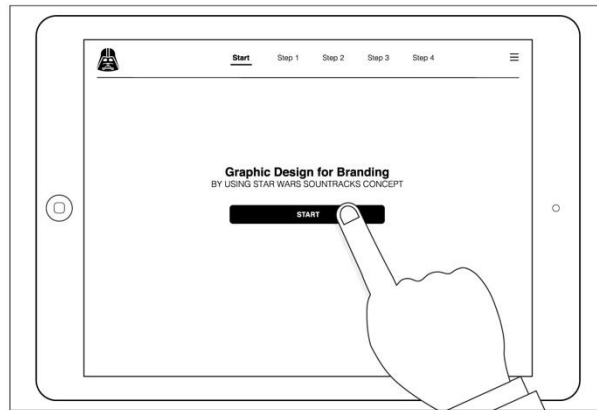 Start Step 1 Step 2 Step 3 Step 4
Graphic Design for Branding
BY USING STAR WARS SOUNTRACKS CONCEPT
START